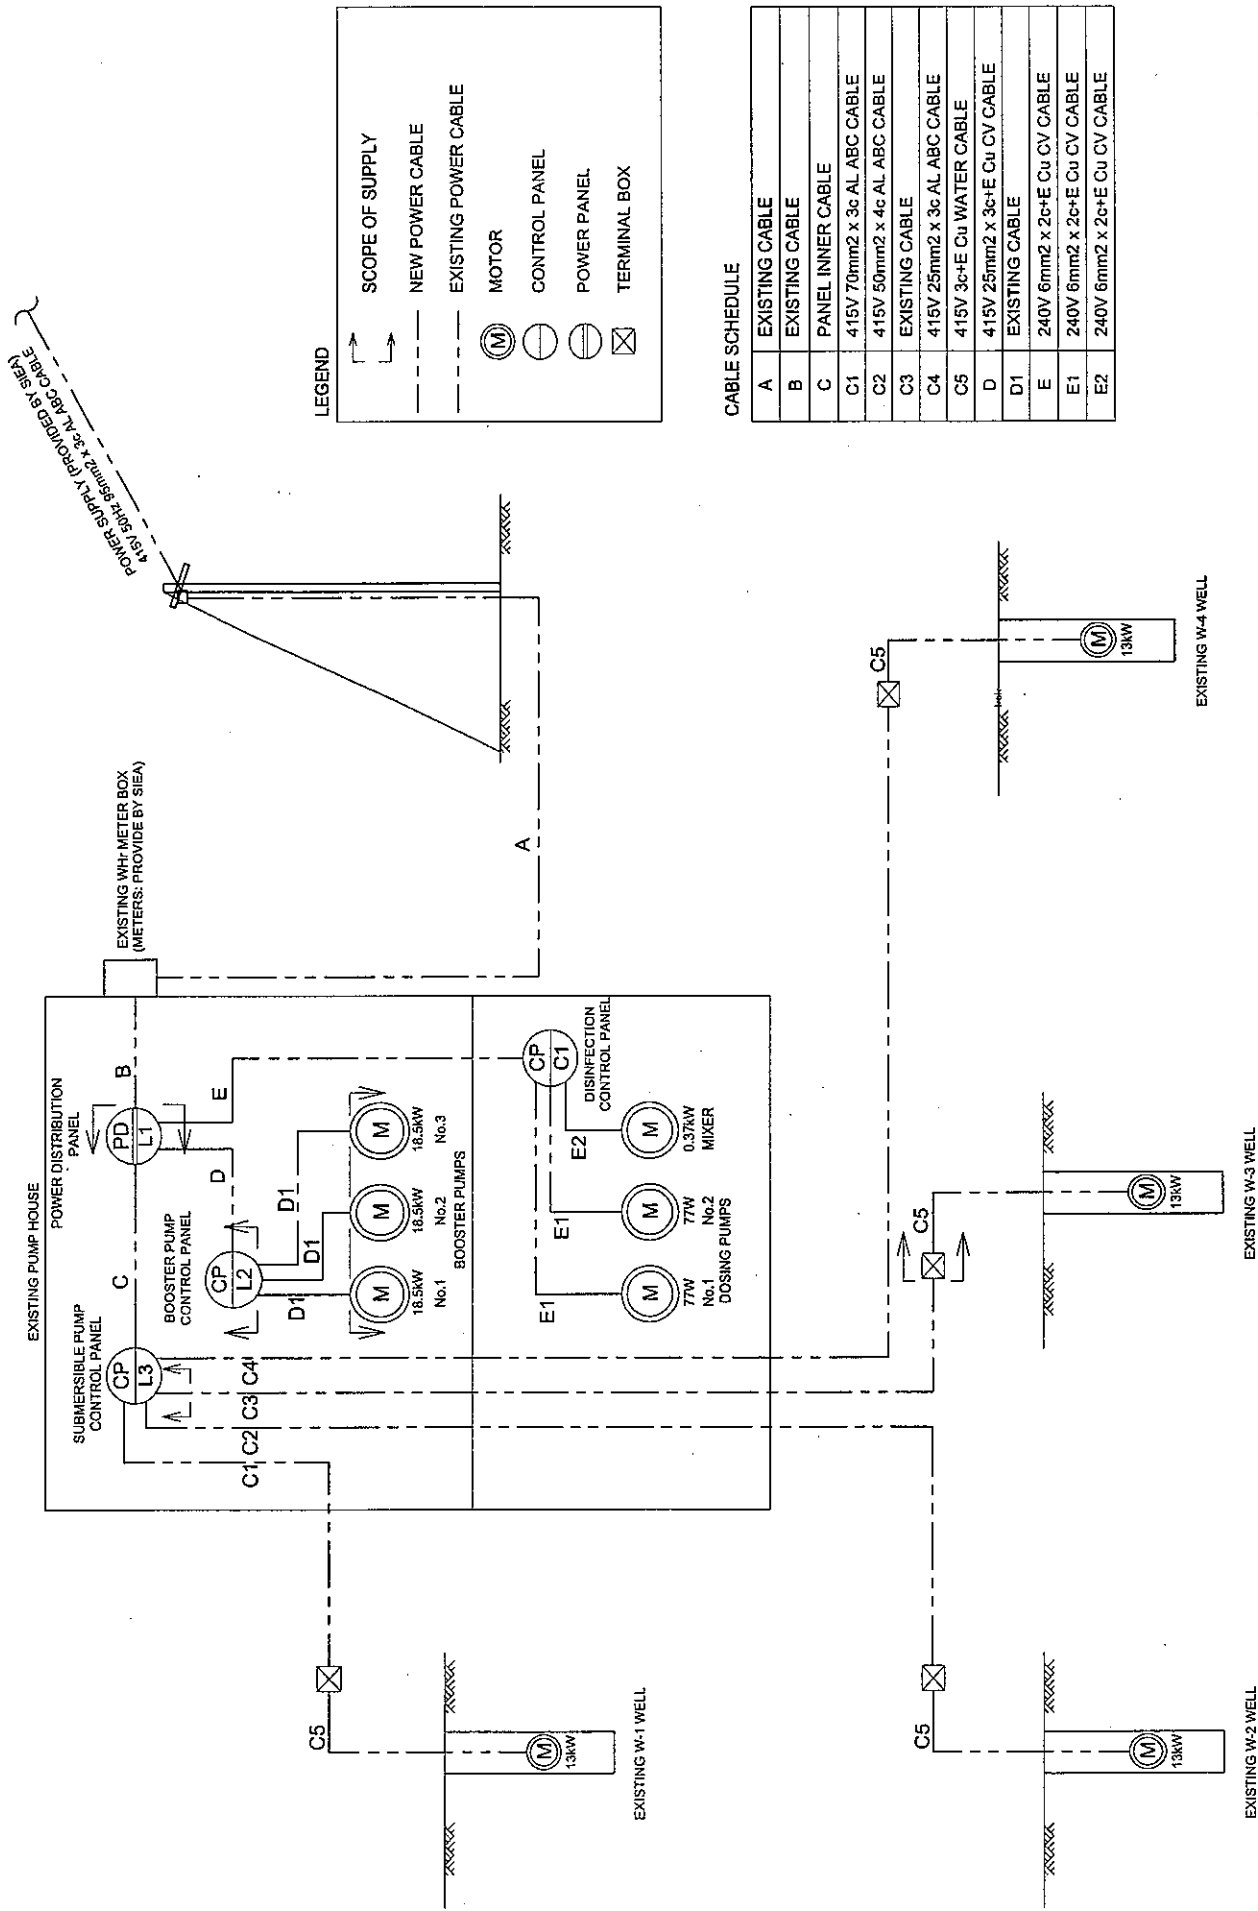 POWER SUPPLY (PROVIDED BY SIEA)
415V 50Hz 95mm2 x 3c AL ABC CABLE
EXISTING WHr METER BOX
(METERS: PROVIDE BY SIEA)
A
EXISTING PUMP HOUSE
POWER DISTRIBUTION
PANEL
B
PD
L1
E
D
C
SUBMERSIBLE PUMP
CONTROL PANEL
CP
L3
BOOSTER PUMP
CONTROL PANEL
CP
L2
D1
D1
D1
M
18.5kW
No.1
M
18.5kW
No.2
M
18.5kW
No.3
BOOSTER PUMPS
C1
C2
C3
C4
CP
C1
DISINFECTION
CONTROL PANEL
E1
E1
E2
M
77W
No.1
M
77W
No.2
DOSING PUMPS
M
0.37kW
MIXER
C5
M
13kW
EXISTING W-1 WELL
C5
M
13kW
EXISTING W-2 WELL
C5
M
13kW
EXISTING W-3 WELL
C5
M
13kW
EXISTING W-4 WELL
LEGEND
SCOPE OF SUPPLY
NEW POWER CABLE
EXISTING POWER CABLE
M MOTOR
CONTROL PANEL
POWER PANEL
TERMINAL BOX
CABLE SCHEDULE
A EXISTING CABLE
B EXISTING CABLE
C PANEL INNER CABLE
C1 415V 70mm2 x 3c AL ABC CABLE
C2 415V 50mm2 x 4c AL ABC CABLE
C3 EXISTING CABLE
C4 415V 25mm2 x 3c AL ABC CABLE
C5 415V 3c+E Cu WATER CABLE
D 415V 25mm2 x 3c+E Cu CV CABLE
D1 EXISTING CABLE
E 240V 6mm2 x 2c+E Cu CV CABLE
E1 240V 6mm2 x 2c+E Cu CV CABLE
E2 240V 6mm2 x 2c+E Cu CV CABLE